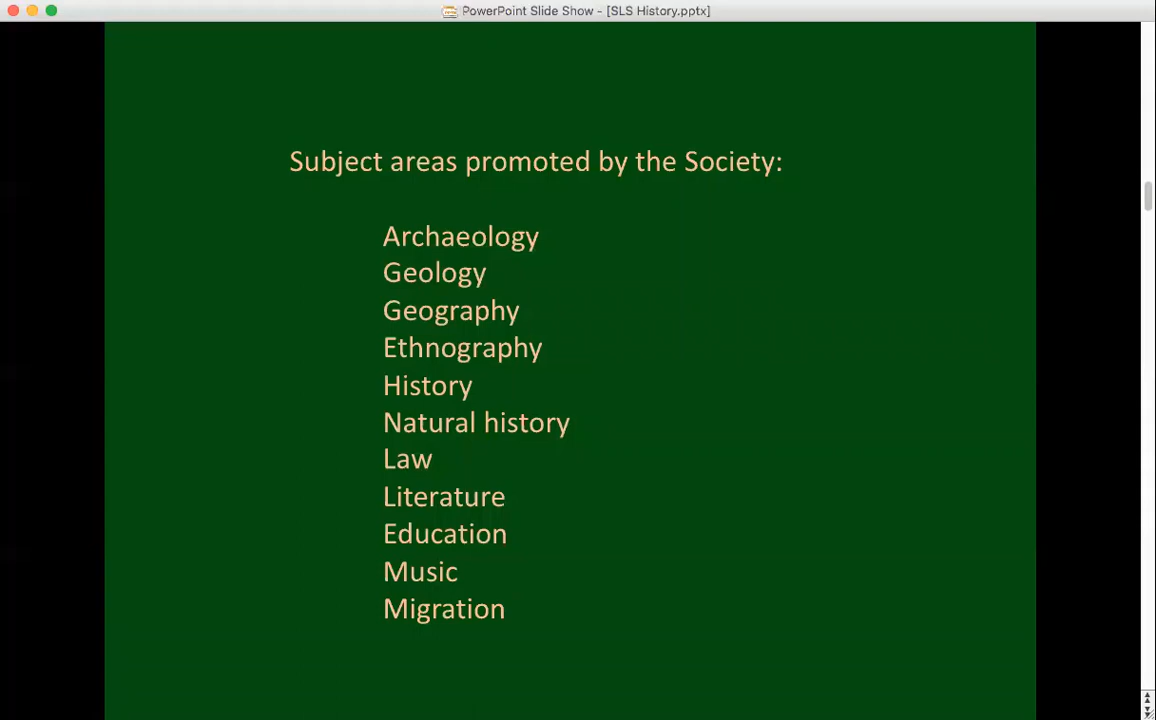 PowerPoint Slide Show - [SLS History.pptx]
Subject areas promoted by the Society:
Archaeology
Geology
Geography
Ethnography
History
Natural history
Law
Literature
Education
Music
Migration